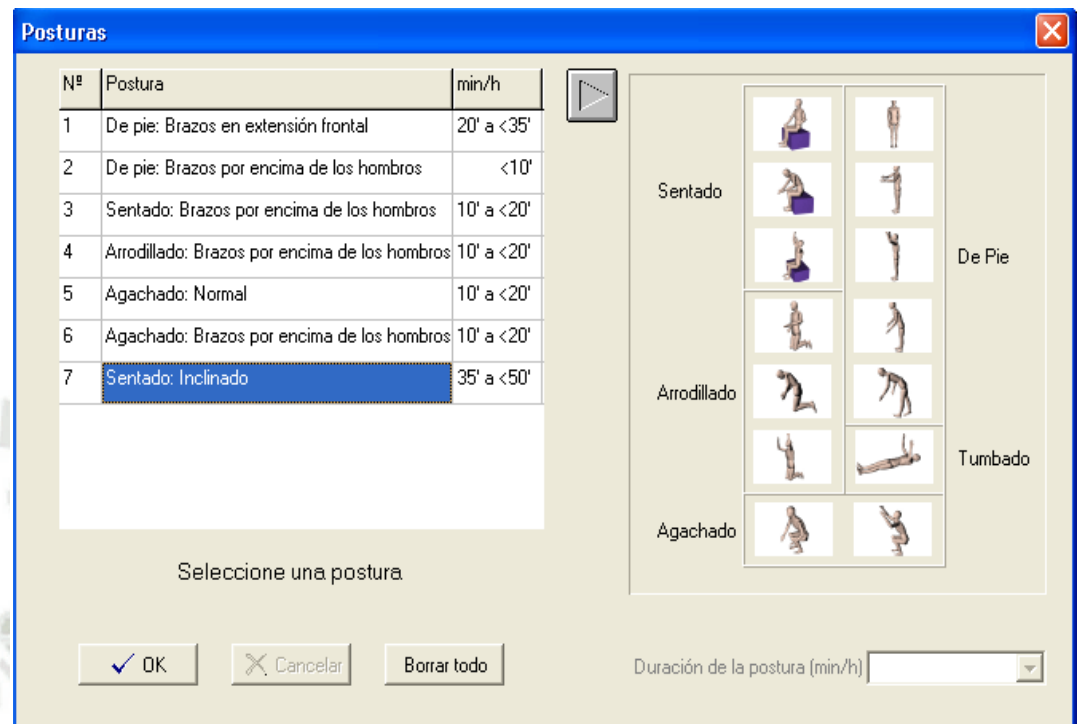 Posturas
Nº Postura min/h
1 De pie: Brazos en extensión frontal 20' a <35'
2 De pie: Brazos por encima de los hombros <10'
3 Sentado: Brazos por encima de los hombros 10' a <20'
4 Arrodillado: Brazos por encima de los hombros 10' a <20'
5 Agachado: Normal 10' a <20'
6 Agachado: Brazos por encima de los hombros 10' a <20'
7 Sentado: Inclinado 35' a <50'
Seleccione una postura
OK Cancelar Borrar todo
Sentado
De Pie
Arrodillado
Tumbado
Agachado
Duración de la postura (min/h)